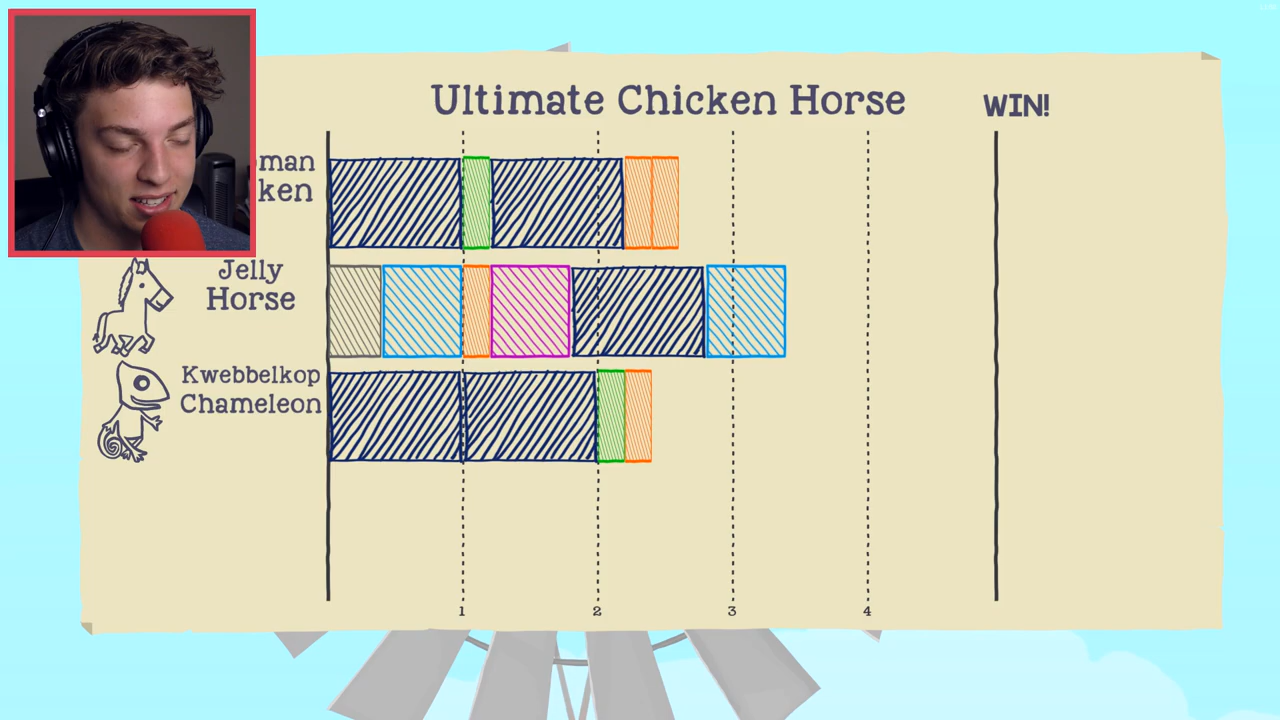 Ultimate Chicken Horse
WIN!
man
ken
Jelly
Horse
Kwebbelkop
Chameleon
1 2 3 4